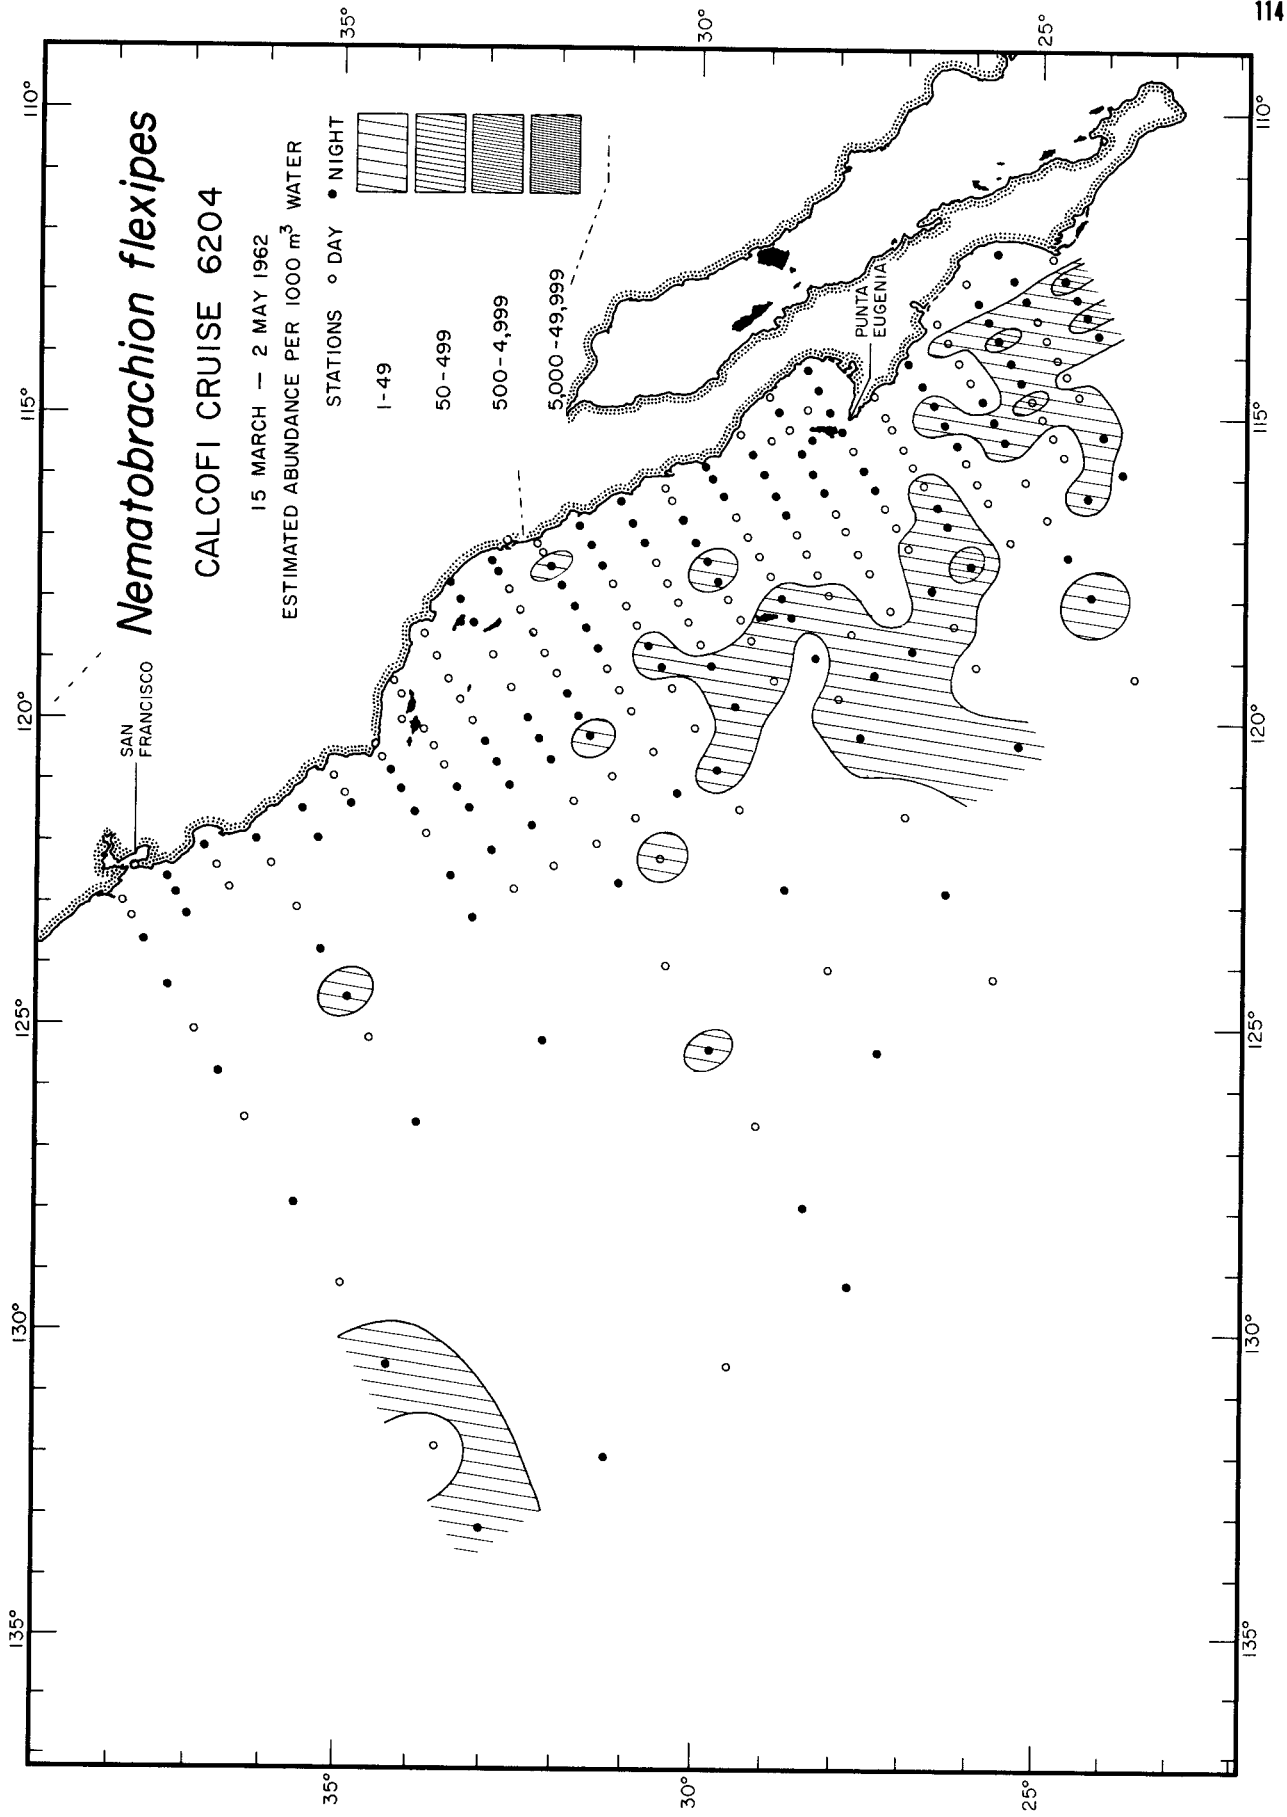 114
Nematobrachion flexipes
CALCOFI CRUISE 6204
15 MARCH — 2 MAY 1962
ESTIMATED ABUNDANCE PER 1000 m³ WATER
STATIONS ○ DAY ● NIGHT
1-49
50-499
500-4,999
5,000-49,999
SAN
FRANCISCO
PUNTA
EUGENIA
35°
30°
25°
110°
115°
120°
125°
130°
135°
110°
115°
120°
125°
130°
135°
35°
30°
25°